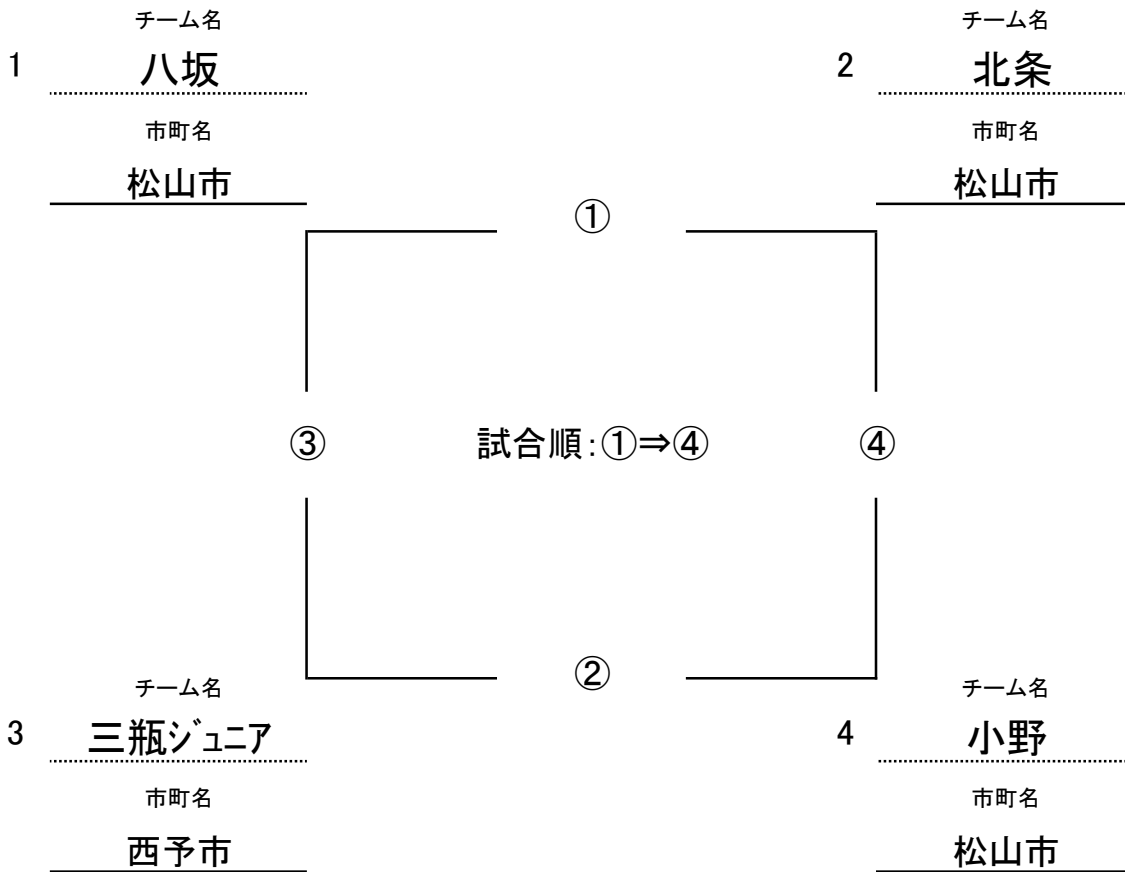 チーム名 チーム名
1 八坂 2 北条
市町名 市町名
松山市 松山市
①
③ 試合順:①⇒④ ④
②
チーム名 チーム名
3 三瓶ジュニア 4 小野
市町名 市町名
西予市 松山市